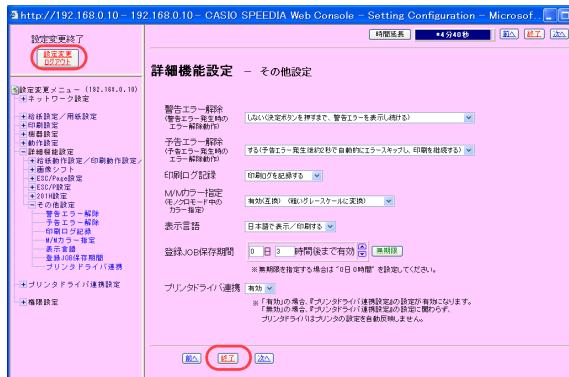 http://192.168.0.10 - 192.168.0.10 - CASIO SPEEDIA Web Console - Setting Configuration - Microsof...
設定変更終了
設定変更
ログアウト
時間延長
*4分40秒
前へ
終了
次へ
詳細機能設定 － その他設定
設定変更メニュー (192.168.0.10)
ネットワーク設定
給紙設定／用紙設定
印刷設定
機器設定
動作設定
詳細機能設定
給紙動作設定／印刷動作設定／
画像シフト
ESC/Page設定
ESC/P設定
201H設定
その他設定
警告エラー解除
予告エラー解除
印刷ログ記録
M/Mカラー指定
表示言語
登録JOB保存期間
プリンタドライバ連携
プリンタドライバ連携設定
権限設定
警告エラー解除
(警告エラー発生時の
エラー解除動作)
しない(決定ボタンを押すまで、警告エラーを表示し続ける)
予告エラー解除
(予告エラー発生時の
エラー解除動作)
する(予告エラー発生後約2秒で自動的にエラースキップし、印刷を継続する)
印刷ログ記録
印刷ログを記録する
M/Mカラー指定
(モノクロモード中の
カラー指定)
有効(互換) (粗いグレースケールに変換)
表示言語
日本語で表示／印刷する
登録JOB保存期間
0 日 3 時間後まで有効 無期限
※ 無期限を指定する場合は "0日 0時間" を設定してください。
プリンタドライバ連携
有効
※ 「有効」の場合、『プリンタドライバ連携設定』の設定が有効になります。
「無効」の場合、『プリンタドライバ連携設定』の設定に関わらず、
プリンタドライバはプリンタの設定を自動反映しません。
前へ
終了
次へ